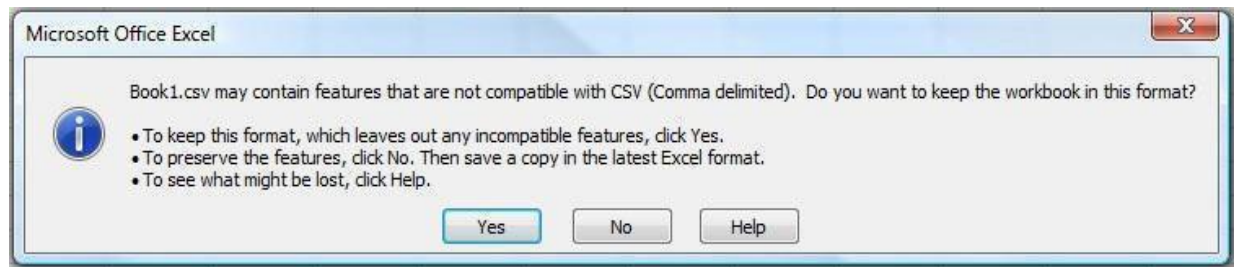 Microsoft Office Excel
Book1.csv may contain features that are not compatible with CSV (Comma delimited).  Do you want to keep the workbook in this format?
• To keep this format, which leaves out any incompatible features, click Yes.
• To preserve the features, click No. Then save a copy in the latest Excel format.
• To see what might be lost, click Help.
Yes No Help